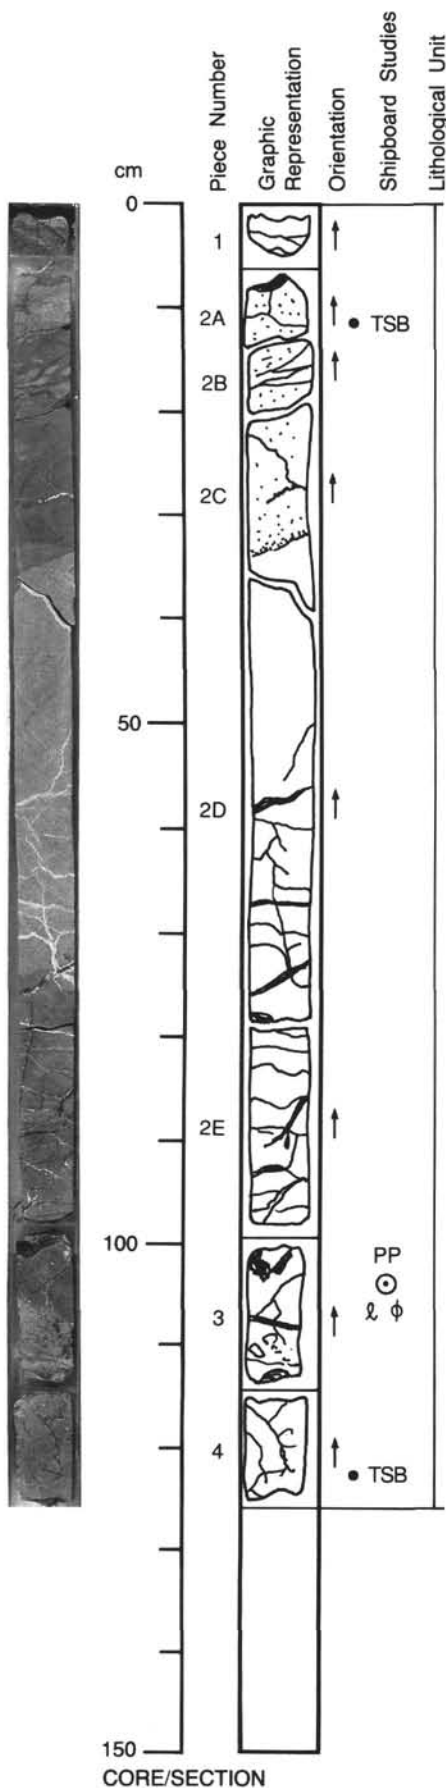 cm
Piece Number
Graphic
Representation
Orientation
Shipboard Studies
Lithological Unit
0
1
2A
TSB
2B
2C
50
2D
2E
100
PP
ℓ ϕ
3
4
TSB
150
CORE/SECTION